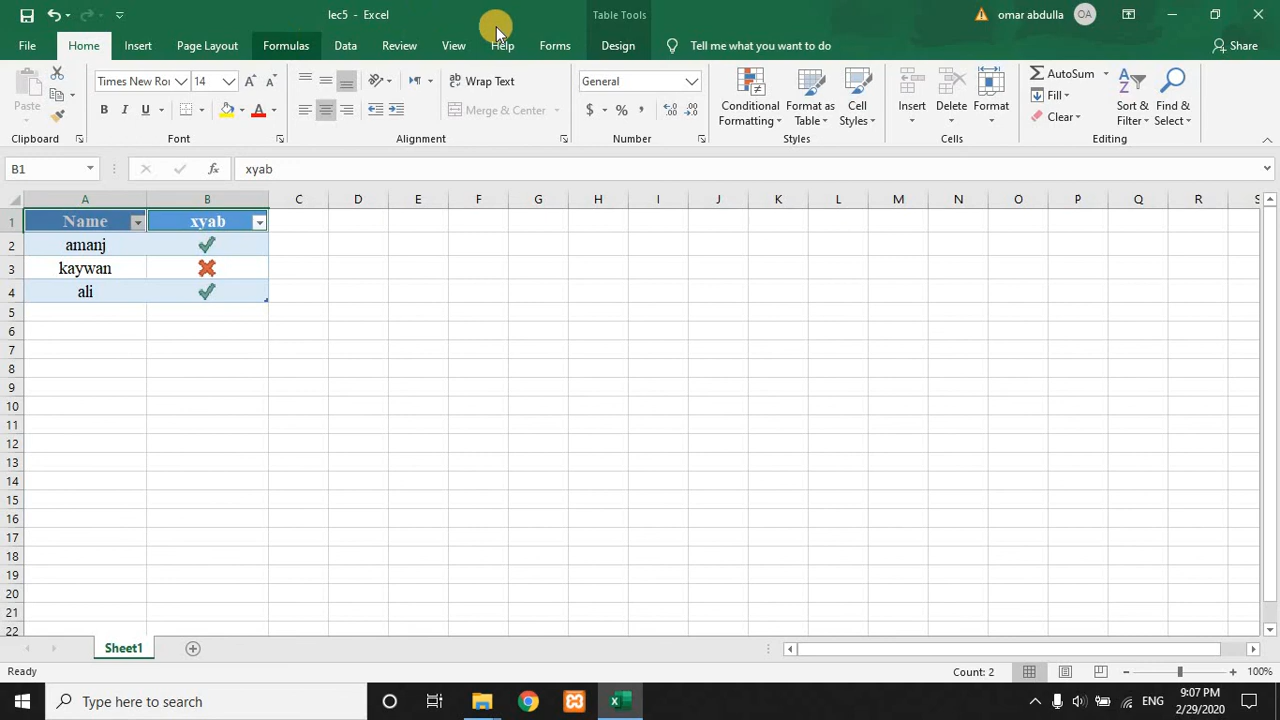 lec5 - Excel
Table Tools
omar abdulla OA
File Home Insert Page Layout Formulas Data Review View Help Forms Design Tell me what you want to do Share
Paste
Times New Ro 14
B I U A
Wrap Text
Merge & Center
General
$ %
Conditional Formatting
Format as Table
Cell Styles
Insert
Delete
Format
AutoSum
Fill
Clear
Sort & Filter
Find & Select
Clipboard Font Alignment Number Styles Cells Editing
B1 fx xyab
A B C D E F G H I J K L M N O P Q R S
1 Name xyab
2 amanj
3 kaywan
4 ali
5
6
7
8
9
10
11
12
13
14
15
16
17
18
19
20
21
22
Sheet1
Ready Count: 2 100%
Type here to search
ENG
9:07 PM
2/29/2020